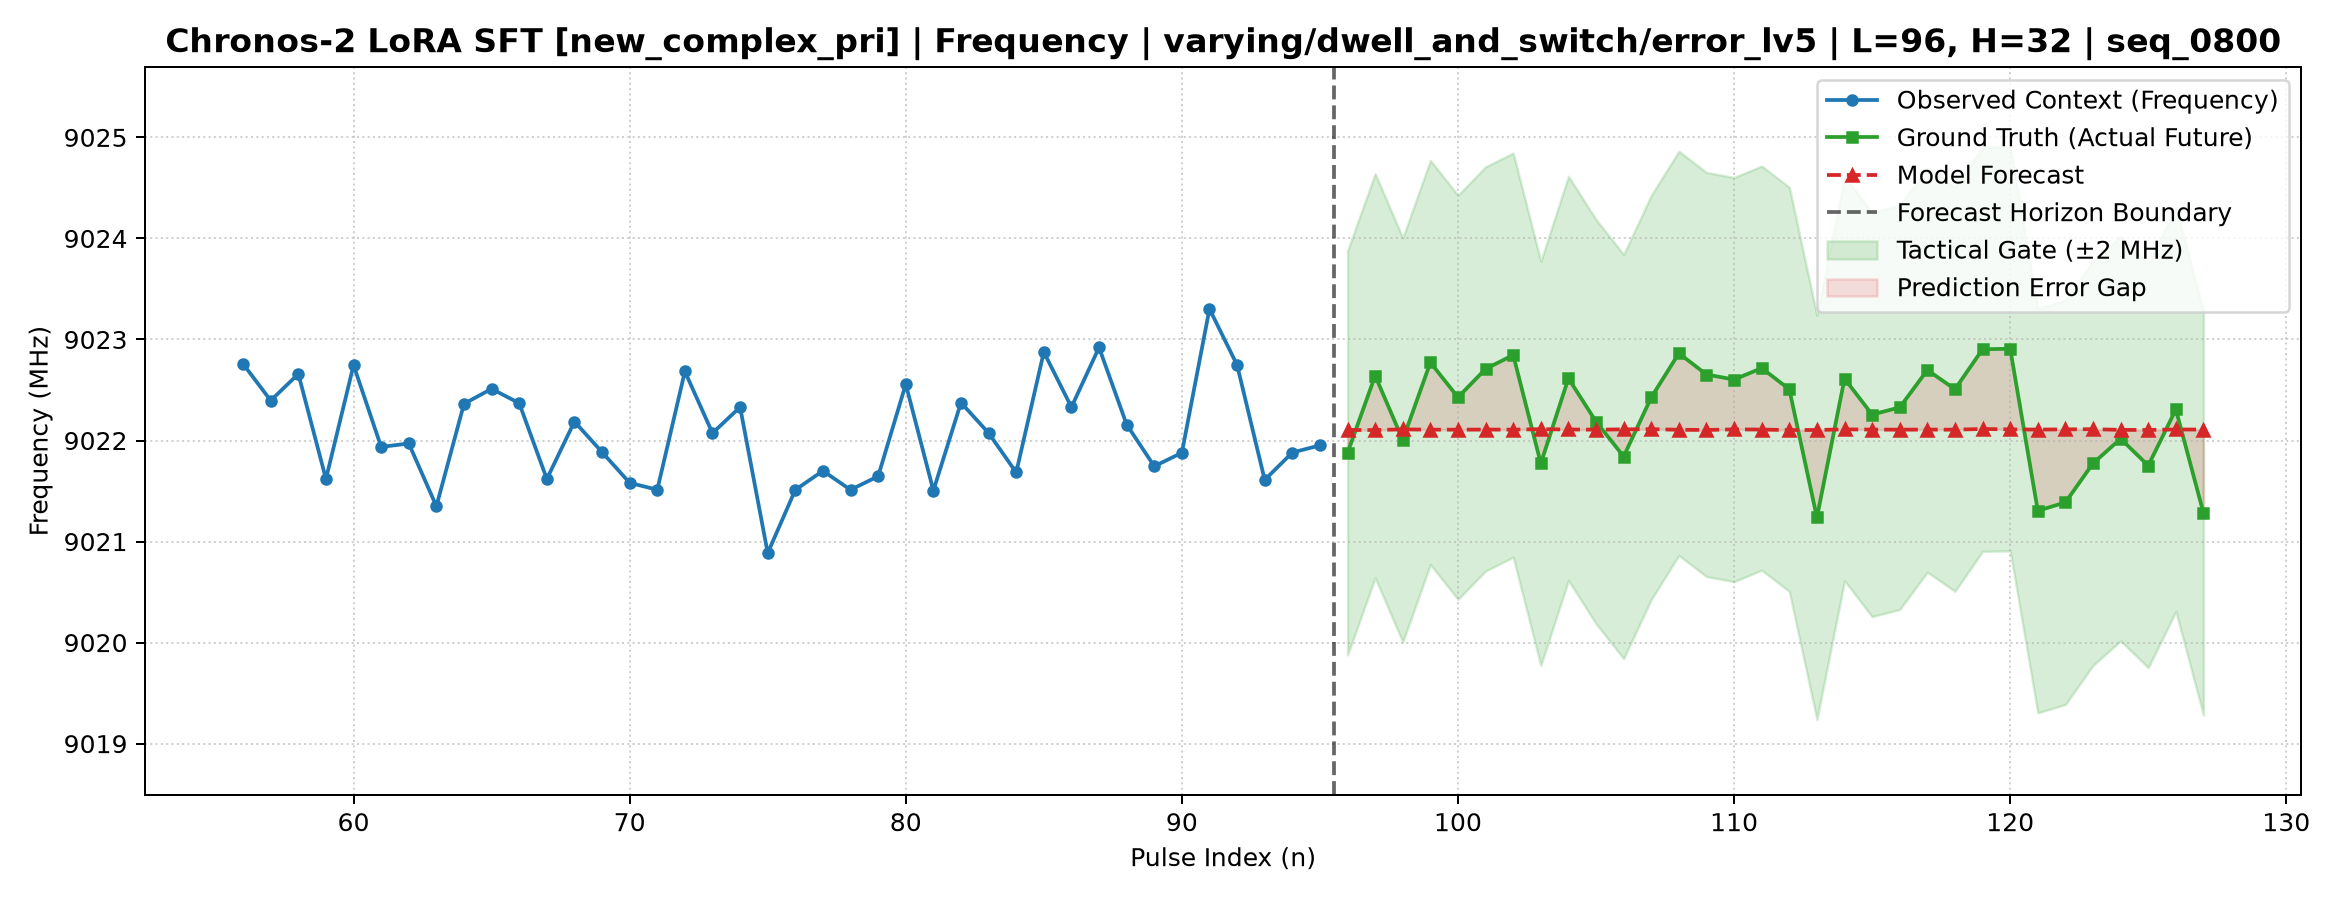 Chronos-2 LoRA SFT [new_complex_pri] | Frequency | varying/dwell_and_switch/error_lv5 | L=96, H=32 | seq_0800
Observed Context (Frequency)
Ground Truth (Actual Future)
Model Forecast
Forecast Horizon Boundary
Tactical Gate (±2 MHz)
Prediction Error Gap
Frequency (MHz)
9025
9024
9023
9022
9021
9020
9019
60 70 80 90 100 110 120 130
Pulse Index (n)